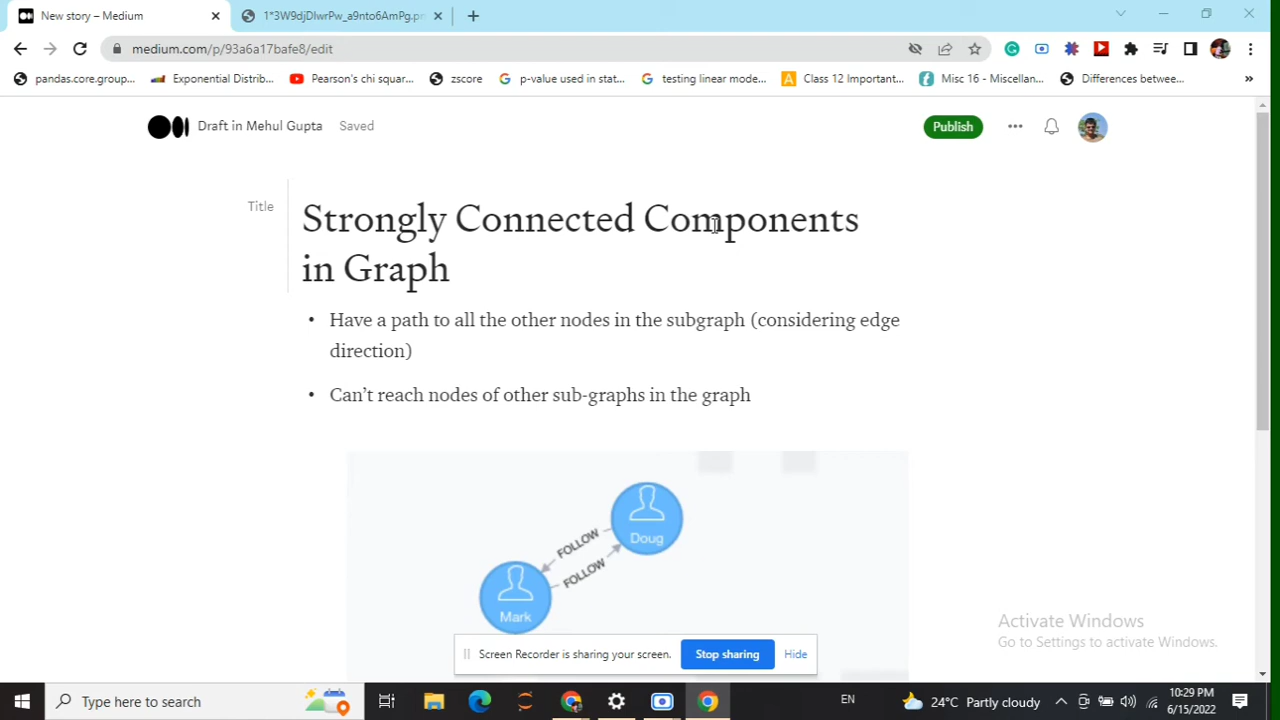 New story – Medium
1*3W9djDIwrPw_a9nto6AmPg.pn
medium.com/p/93a6a17bafe8/edit
pandas.core.group...
Exponential Distrib...
Pearson's chi squar...
zscore
p-value used in stat...
testing linear mode...
Class 12 Important...
Misc 16 - Miscellan...
Differences betwee...
»
Draft in Mehul Gupta
Saved
Publish
Title
Strongly Connected Components
in Graph
• Have a path to all the other nodes in the subgraph (considering edge
direction)
• Can't reach nodes of other sub-graphs in the graph
Doug
FOLLOW
FOLLOW
Mark
Screen Recorder is sharing your screen.
Stop sharing
Hide
Activate Windows
Go to Settings to activate Windows.
Type here to search
EN
24°C Partly cloudy
10:29 PM
6/15/2022